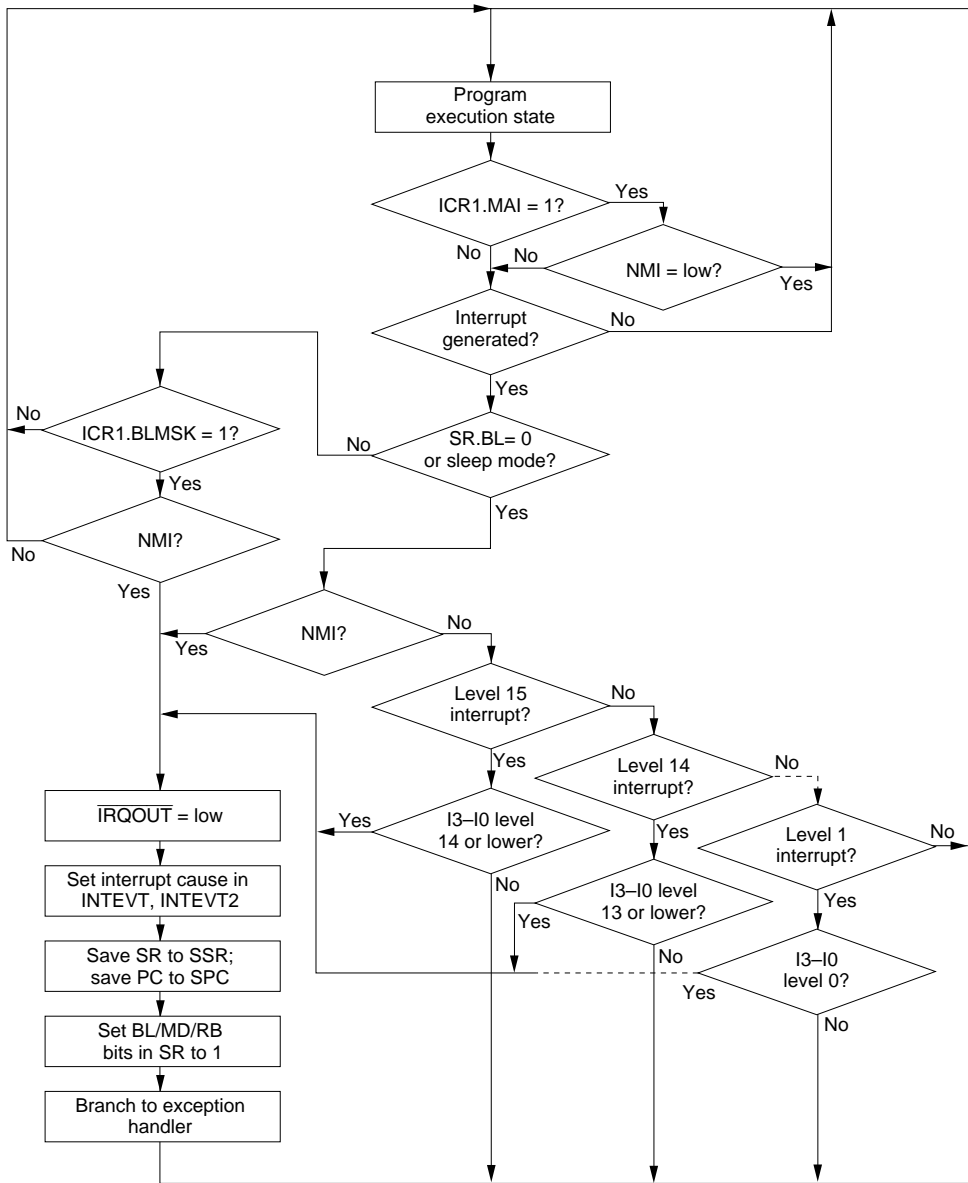 Program
execution state
ICR1.MAI = 1?
Yes
No
NMI = low?
No
Yes
Interrupt
generated?
No
Yes
ICR1.BLMSK = 1?
No
Yes
SR.BL= 0
or sleep mode?
No
Yes
NMI?
No
Yes
NMI?
Yes
No
Level 15
interrupt?
No
Yes
Level 14
interrupt?
No
Yes
Level 1
interrupt?
No
Yes
I3–I0 level
14 or lower?
Yes
No
I3–I0 level
13 or lower?
Yes
No
I3–I0
level 0?
Yes
No
IRQOUT = low
Set interrupt cause in
INTEVT, INTEVT2
Save SR to SSR;
save PC to SPC
Set BL/MD/RB
bits in SR to 1
Branch to exception
handler